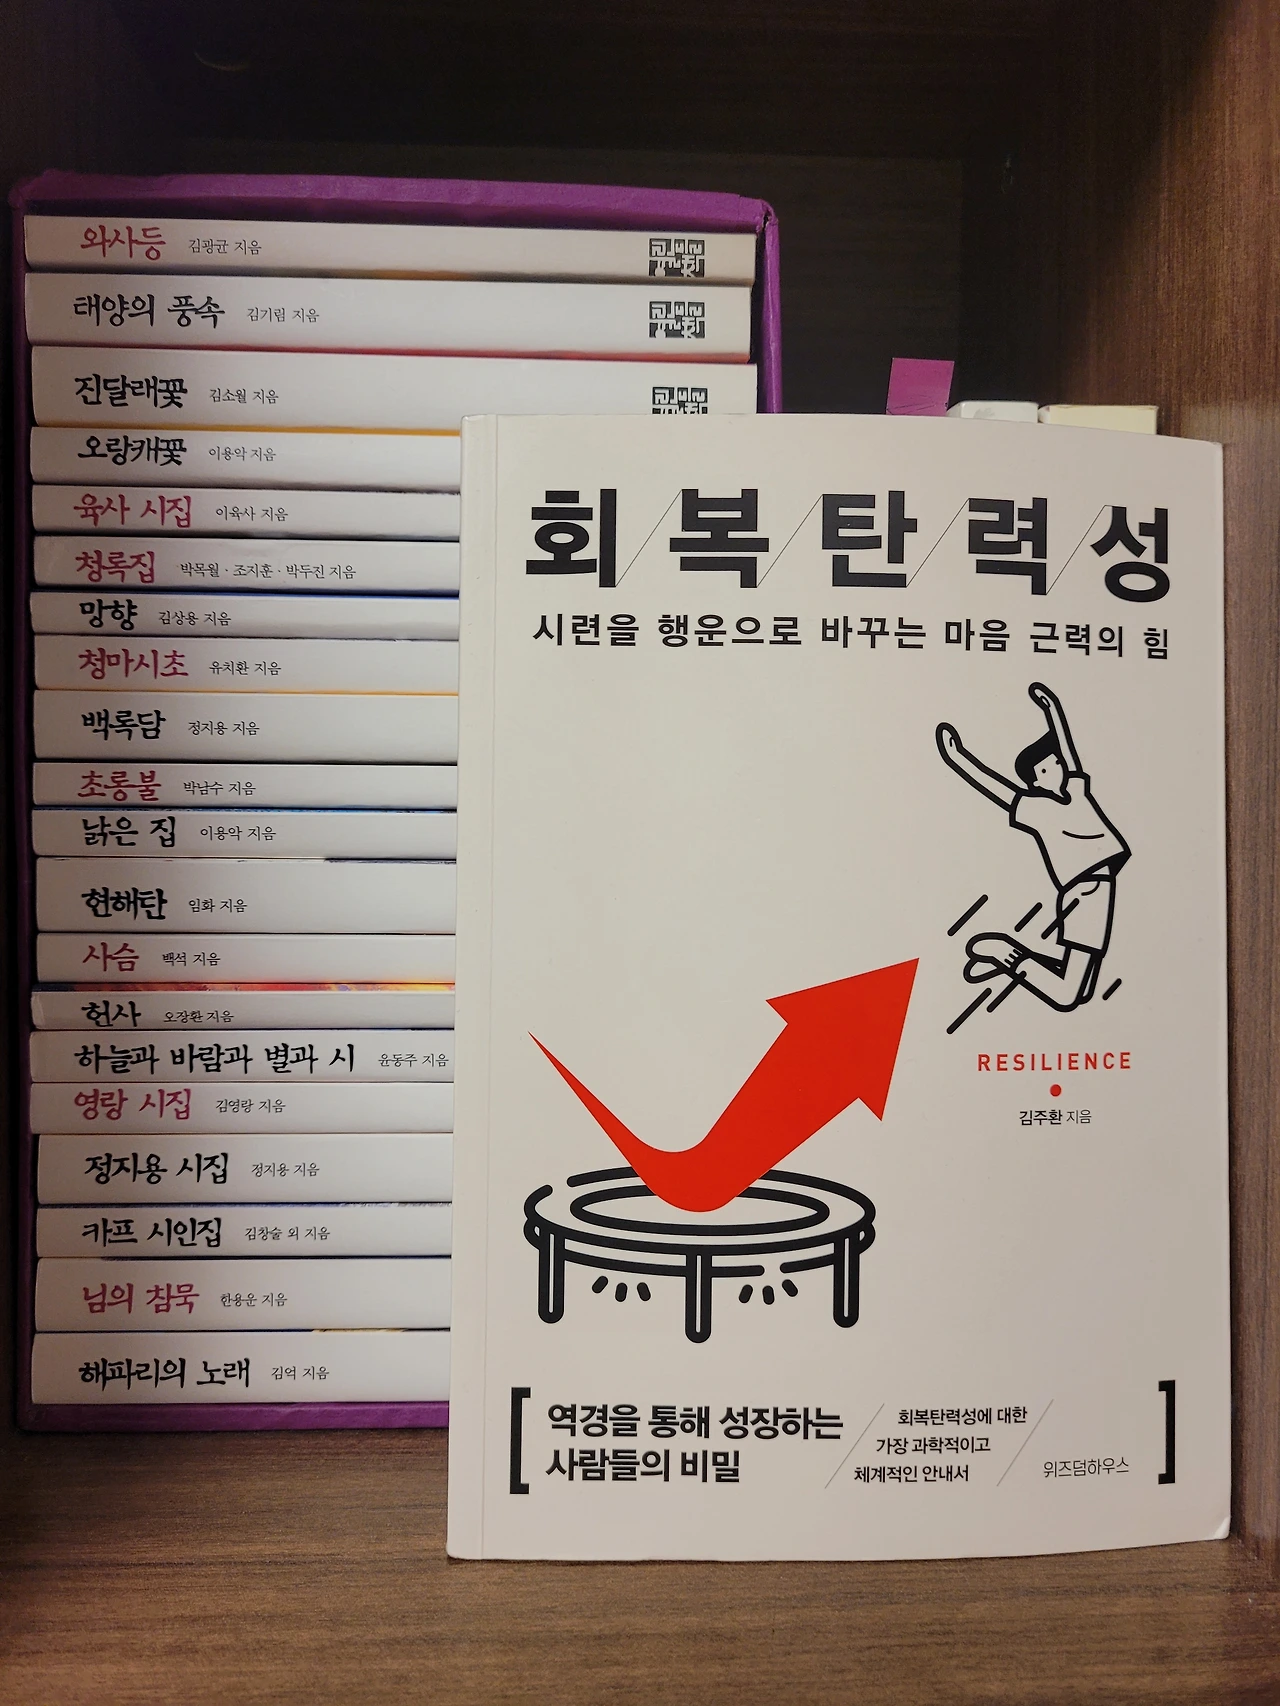 와사등 김광균 지음
태양의 풍속 김기림 지음
진달래꽃 김소월 지음
오랑캐꽃 이용악 지음
육사 시집 이육사 지음
청록집 박목월 · 조지훈 · 박두진 지음
망향 김상용 지음
청마시초 유치환 지음
백록담 정지용 지음
초롱불 박남수 지음
낡은 집 이용악 지음
현해탄 임화 지음
사슴 백석 지음
헌사 오장환 지음
하늘과 바람과 별과 시 윤동주 지음
영랑 시집 김영랑 지음
정지용 시집 정지용 지음
카프 시인집 김창술 외 지음
님의 침묵 한용운 지음
해파리의 노래 김억 지음
회/복/탄/력/성
시련을 행운으로 바꾸는 마음 근력의 힘
RESILIENCE
김주환 지음
역경을 통해 성장하는
사람들의 비밀
회복탄력성에 대한
가장 과학적이고
체계적인 안내서
위즈덤하우스